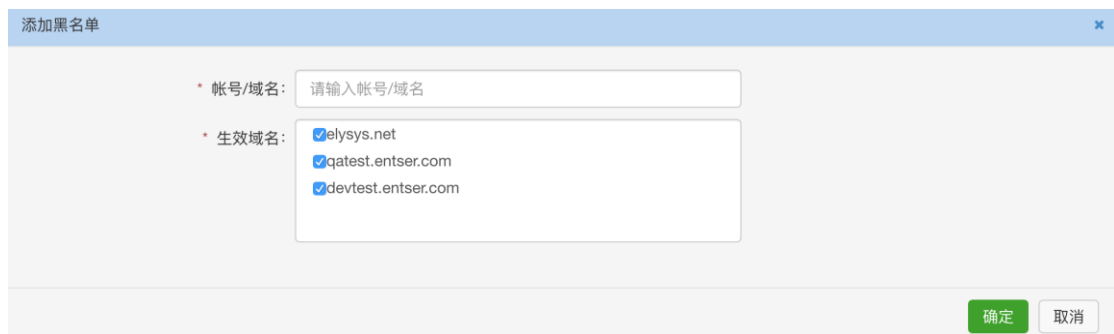 添加黑名单
* 帐号/域名: 请输入帐号/域名
* 生效域名: elysys.net
qatest.entser.com
devtest.entser.com
确定 取消